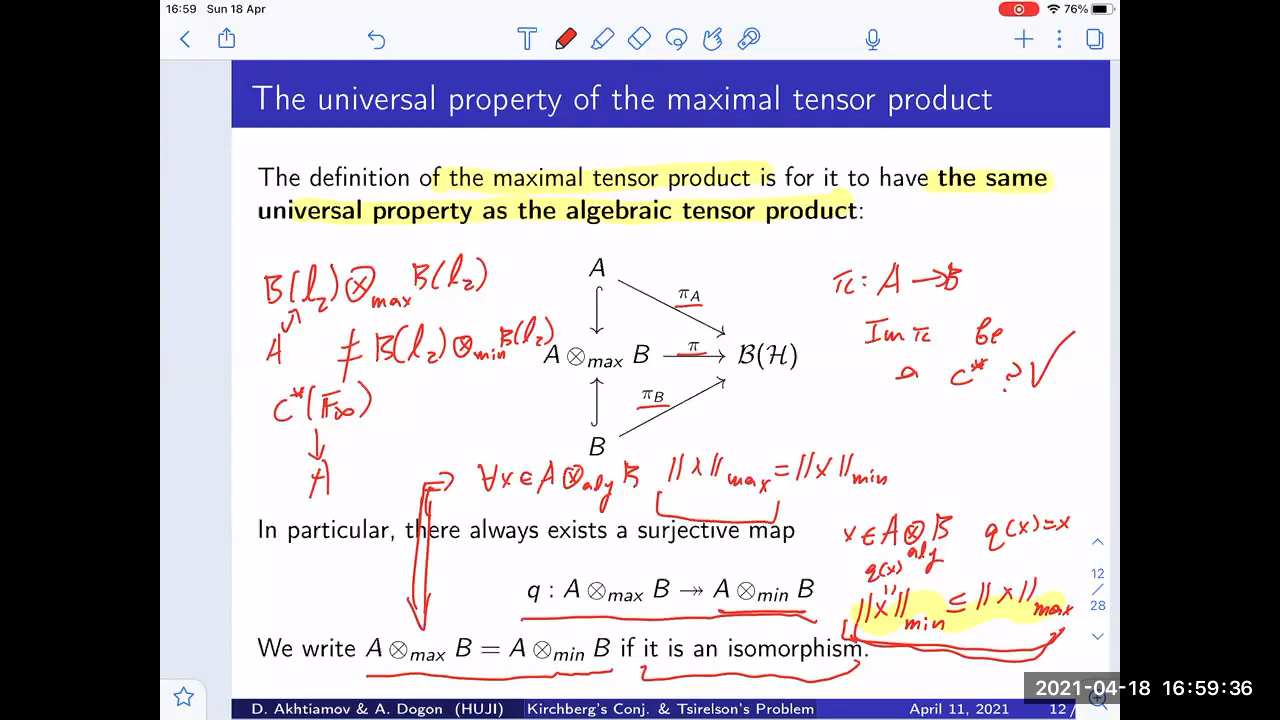 16:59 Sun 18 Apr
76%
The universal property of the maximal tensor product
The definition of the maximal tensor product is for it to have the same
universal property as the algebraic tensor product:
B(l₂) ⊗max B(l₂)
A
≠ B(l₂) ⊗min B(l₂)
C*(F∞)
↓
A
A
π_A
A ⊗max B
π
B(H)
π_B
B
π: A → B
Im π be
a C* ? ✓
∀x ∈ A ⊗alg B ||x||max = ||x||min
In particular, there always exists a surjective map
x ∈ A ⊗alg B q(x)=x
q : A ⊗max B ↠ A ⊗min B
q(x)
"
||x||min ≤ ||x||max
We write A ⊗max B = A ⊗min B if it is an isomorphism.
12
/
28
2021-04-18 16:59:36
D. Akhtiamov & A. Dogon (HUJI) Kirchberg's Conj. & Tsirelson's Problem April 11, 2021 12 /